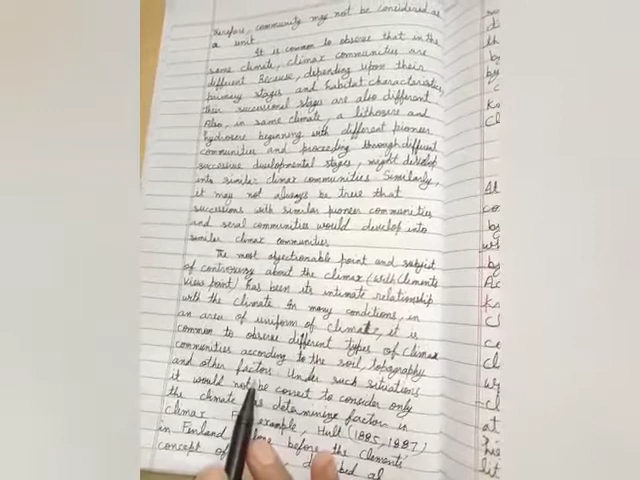 Therefore, community may not be considered as
a unit.
It is common to observe that in the
same climate, climax communities are
different Because, depending upon their
primary stages and habitat characteristics,
their successional stages are also different.
Also, in same climate, a lithosere and
hydrosere beginning with different pioneer
communities and proceeding through different
successive developmental stages, might develop
into similar climax communities Similarly,
it may not always be true that
successions with similar pioneer communities
and seral communities would develop into
similar climax communities.
The most objectionable point and subject
of controversy about the climax (with Clements
view point) has been its intimate relationship
with the climate In many conditions, in
an area of uniform of climate, it is
common to observe different types of climax
communities according to the soil, topography
and other factors Under such situations
it would not be correct to consider only
the climate as determining factor in
climax example, Hult (1885, 1887)
in Finland before the Clements'
concept of